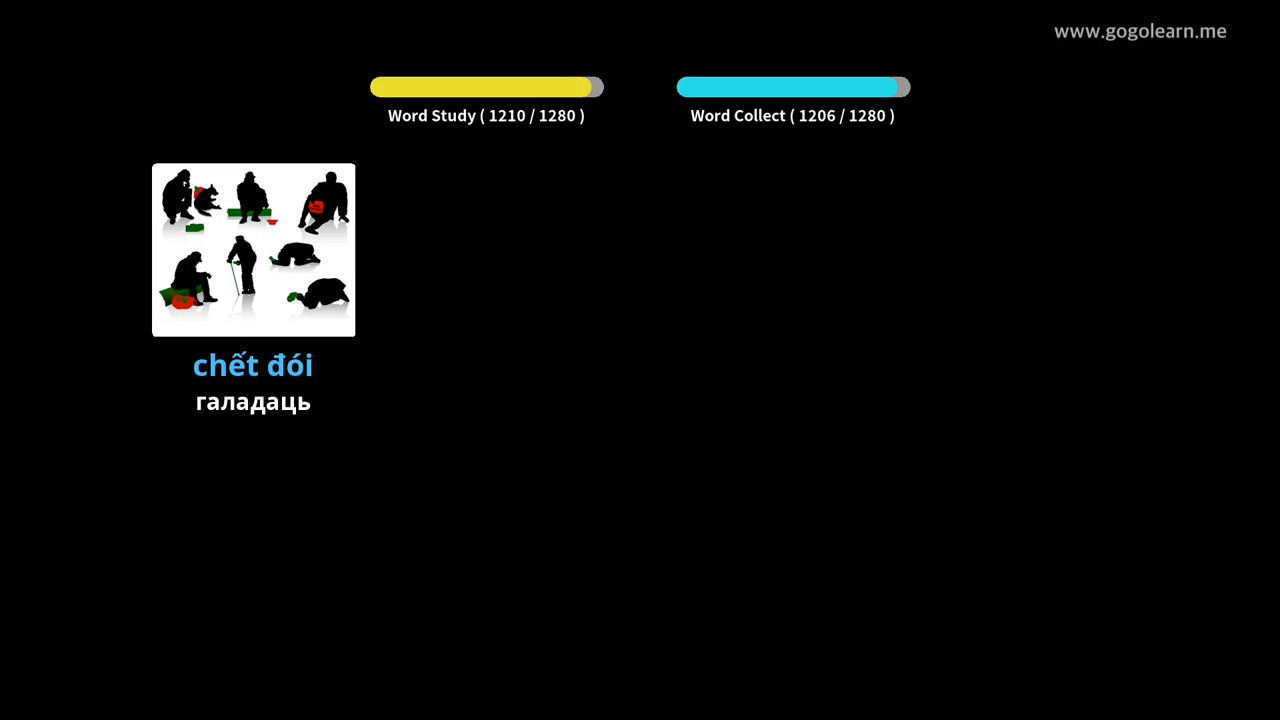 www.gogolearn.me
Word Study ( 1210 / 1280 )
Word Collect ( 1206 / 1280 )
chết đói
галадаць